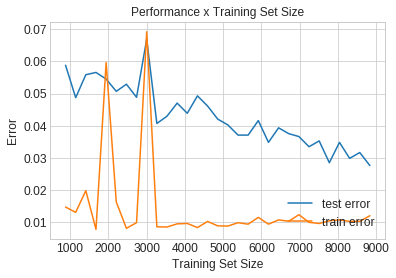 Performance x Training Set Size
0.07
0.06
0.05
0.04
0.03
0.02
0.01
Error
test error
train error
1000 2000 3000 4000 5000 6000 7000 8000 9000
Training Set Size